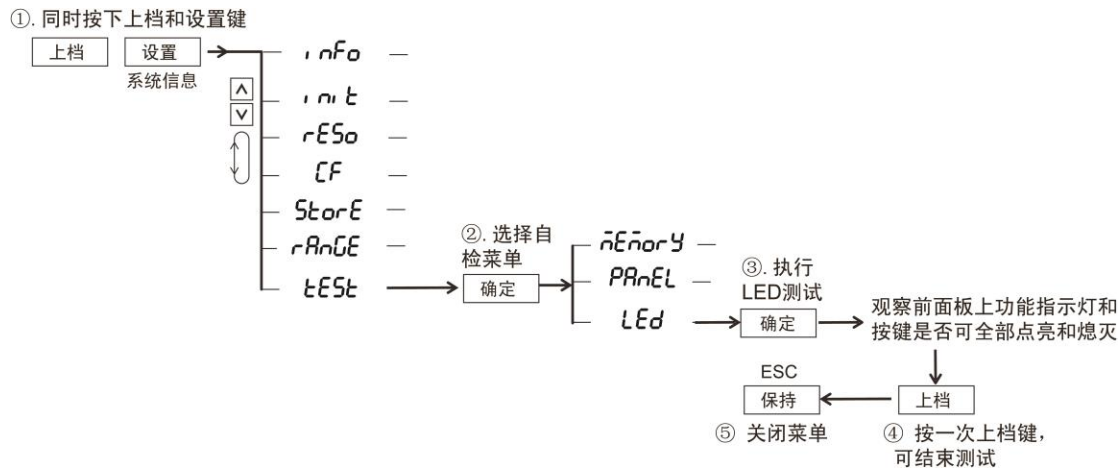 ①. 同时按下上档和设置键
上档 设置
系统信息
inFo
init
rESo
CF
StorE
rAnGE
tESt
②. 选择自
检菜单
确定
mEmorY
PAnEL
LEd
③. 执行
LED测试
确定
观察前面板上功能指示灯和
按键是否可全部点亮和熄灭
上档
④ 按一次上档键，
可结束测试
ESC
保持
⑤ 关闭菜单